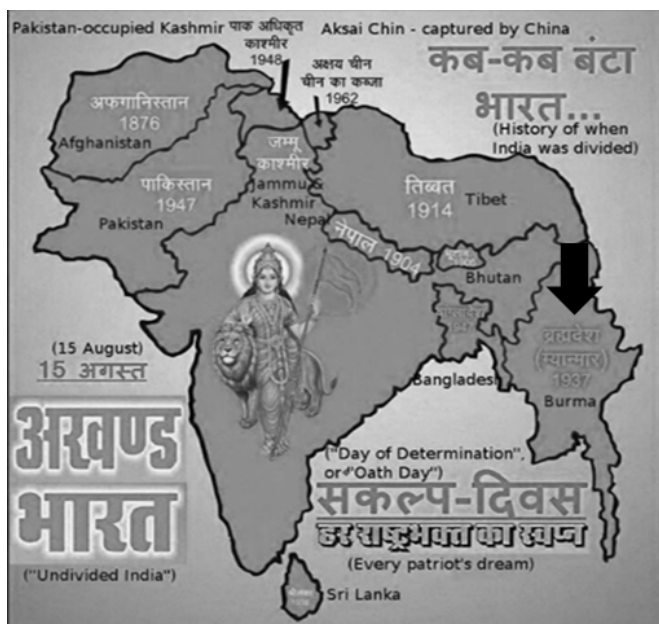 Pakistan-occupied Kashmir
पाक अधिकृत
काश्मीर
1948
Aksai Chin - captured by China
अक्षय चीन
चीन का कब्जा
1962
कब-कब बंटा
भारत...
(History of when
India was divided)
अफगानिस्तान
1876
Afghanistan
जम्मू
काश्मीर
Jammu &
Kashmir
पाकिस्तान
1947
Pakistan
तिब्बत
1914
Tibet
Nepal
नेपाल 1904
Bhutan
ब्रह्मदेश
(म्यान्मार)
1937
Burma
Bangladesh
(15 August)
15 अगस्त
अखण्ड
भारत
("Undivided India")
("Day of Determination",
or "Oath Day")
सकल्प-दिवस
हर राष्ट्रभक्त का स्वप्न
(Every patriot's dream)
Sri Lanka